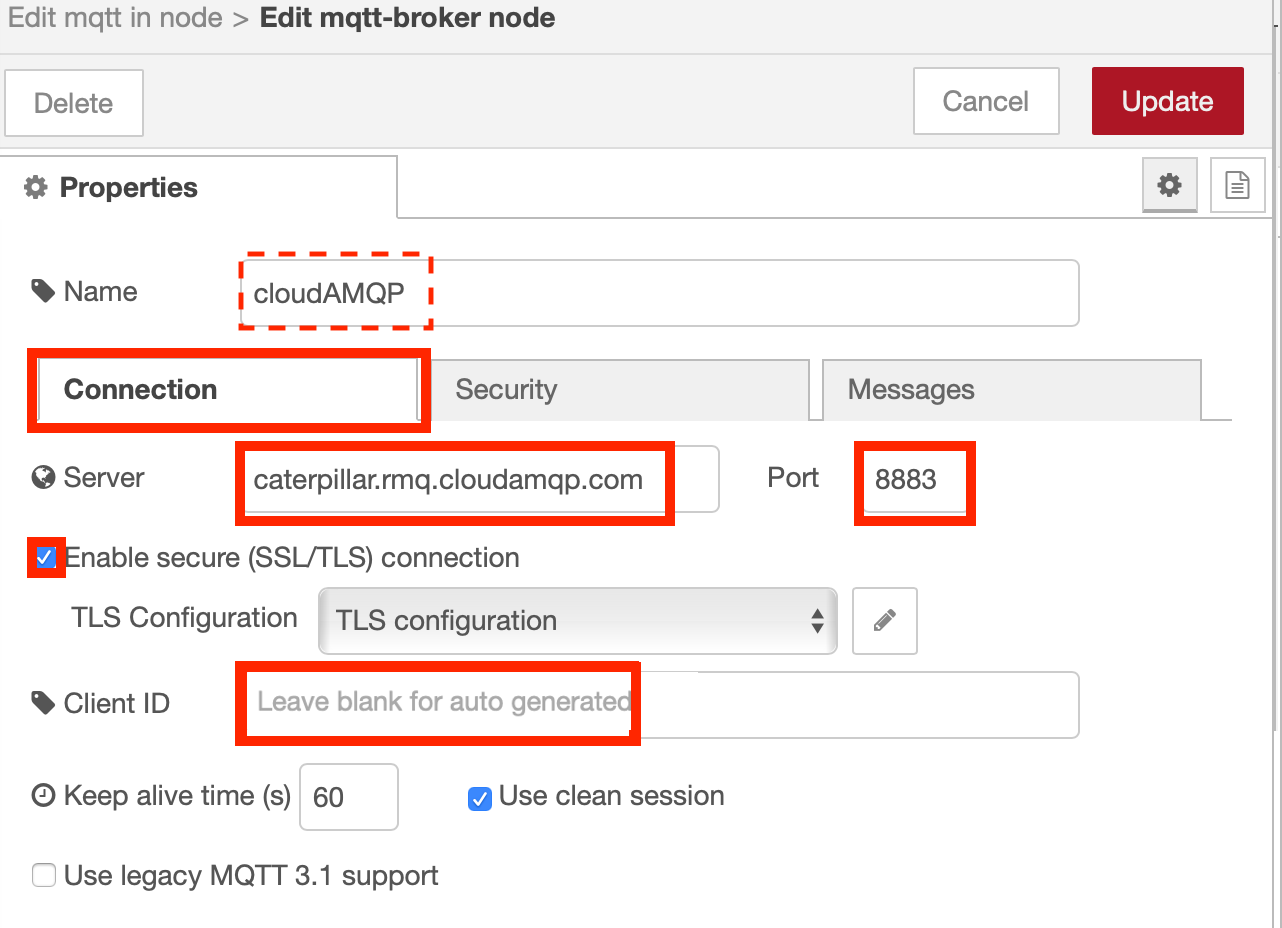 Edit mqtt in node > Edit mqtt-broker node
Delete
Cancel
Update
Properties
Name
cloudAMQP
Connection
Security
Messages
Server
caterpillar.rmq.cloudamqp.com
Port
8883
Enable secure (SSL/TLS) connection
TLS Configuration
TLS configuration
Client ID
Leave blank for auto generated
Keep alive time (s)
60
Use clean session
Use legacy MQTT 3.1 support